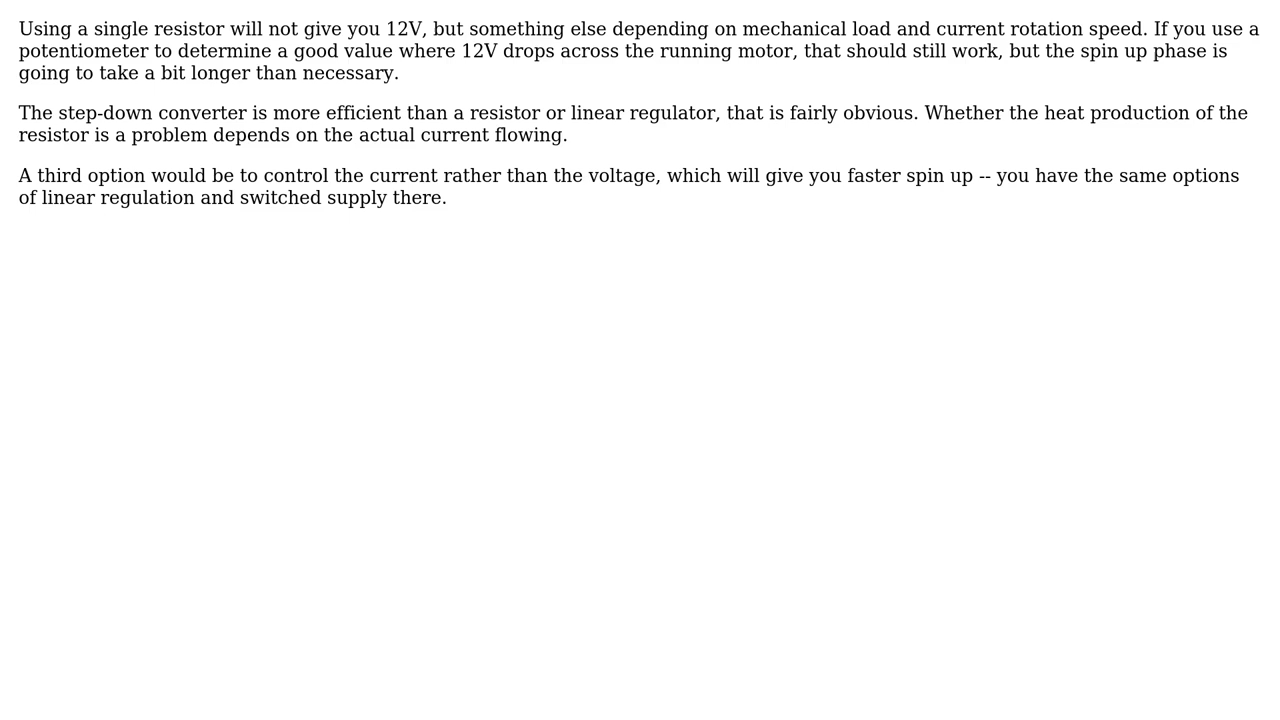 Using a single resistor will not give you 12V, but something else depending on mechanical load and current rotation speed. If you use a
potentiometer to determine a good value where 12V drops across the running motor, that should still work, but the spin up phase is
going to take a bit longer than necessary.
The step-down converter is more efficient than a resistor or linear regulator, that is fairly obvious. Whether the heat production of the
resistor is a problem depends on the actual current flowing.
A third option would be to control the current rather than the voltage, which will give you faster spin up -- you have the same options
of linear regulation and switched supply there.